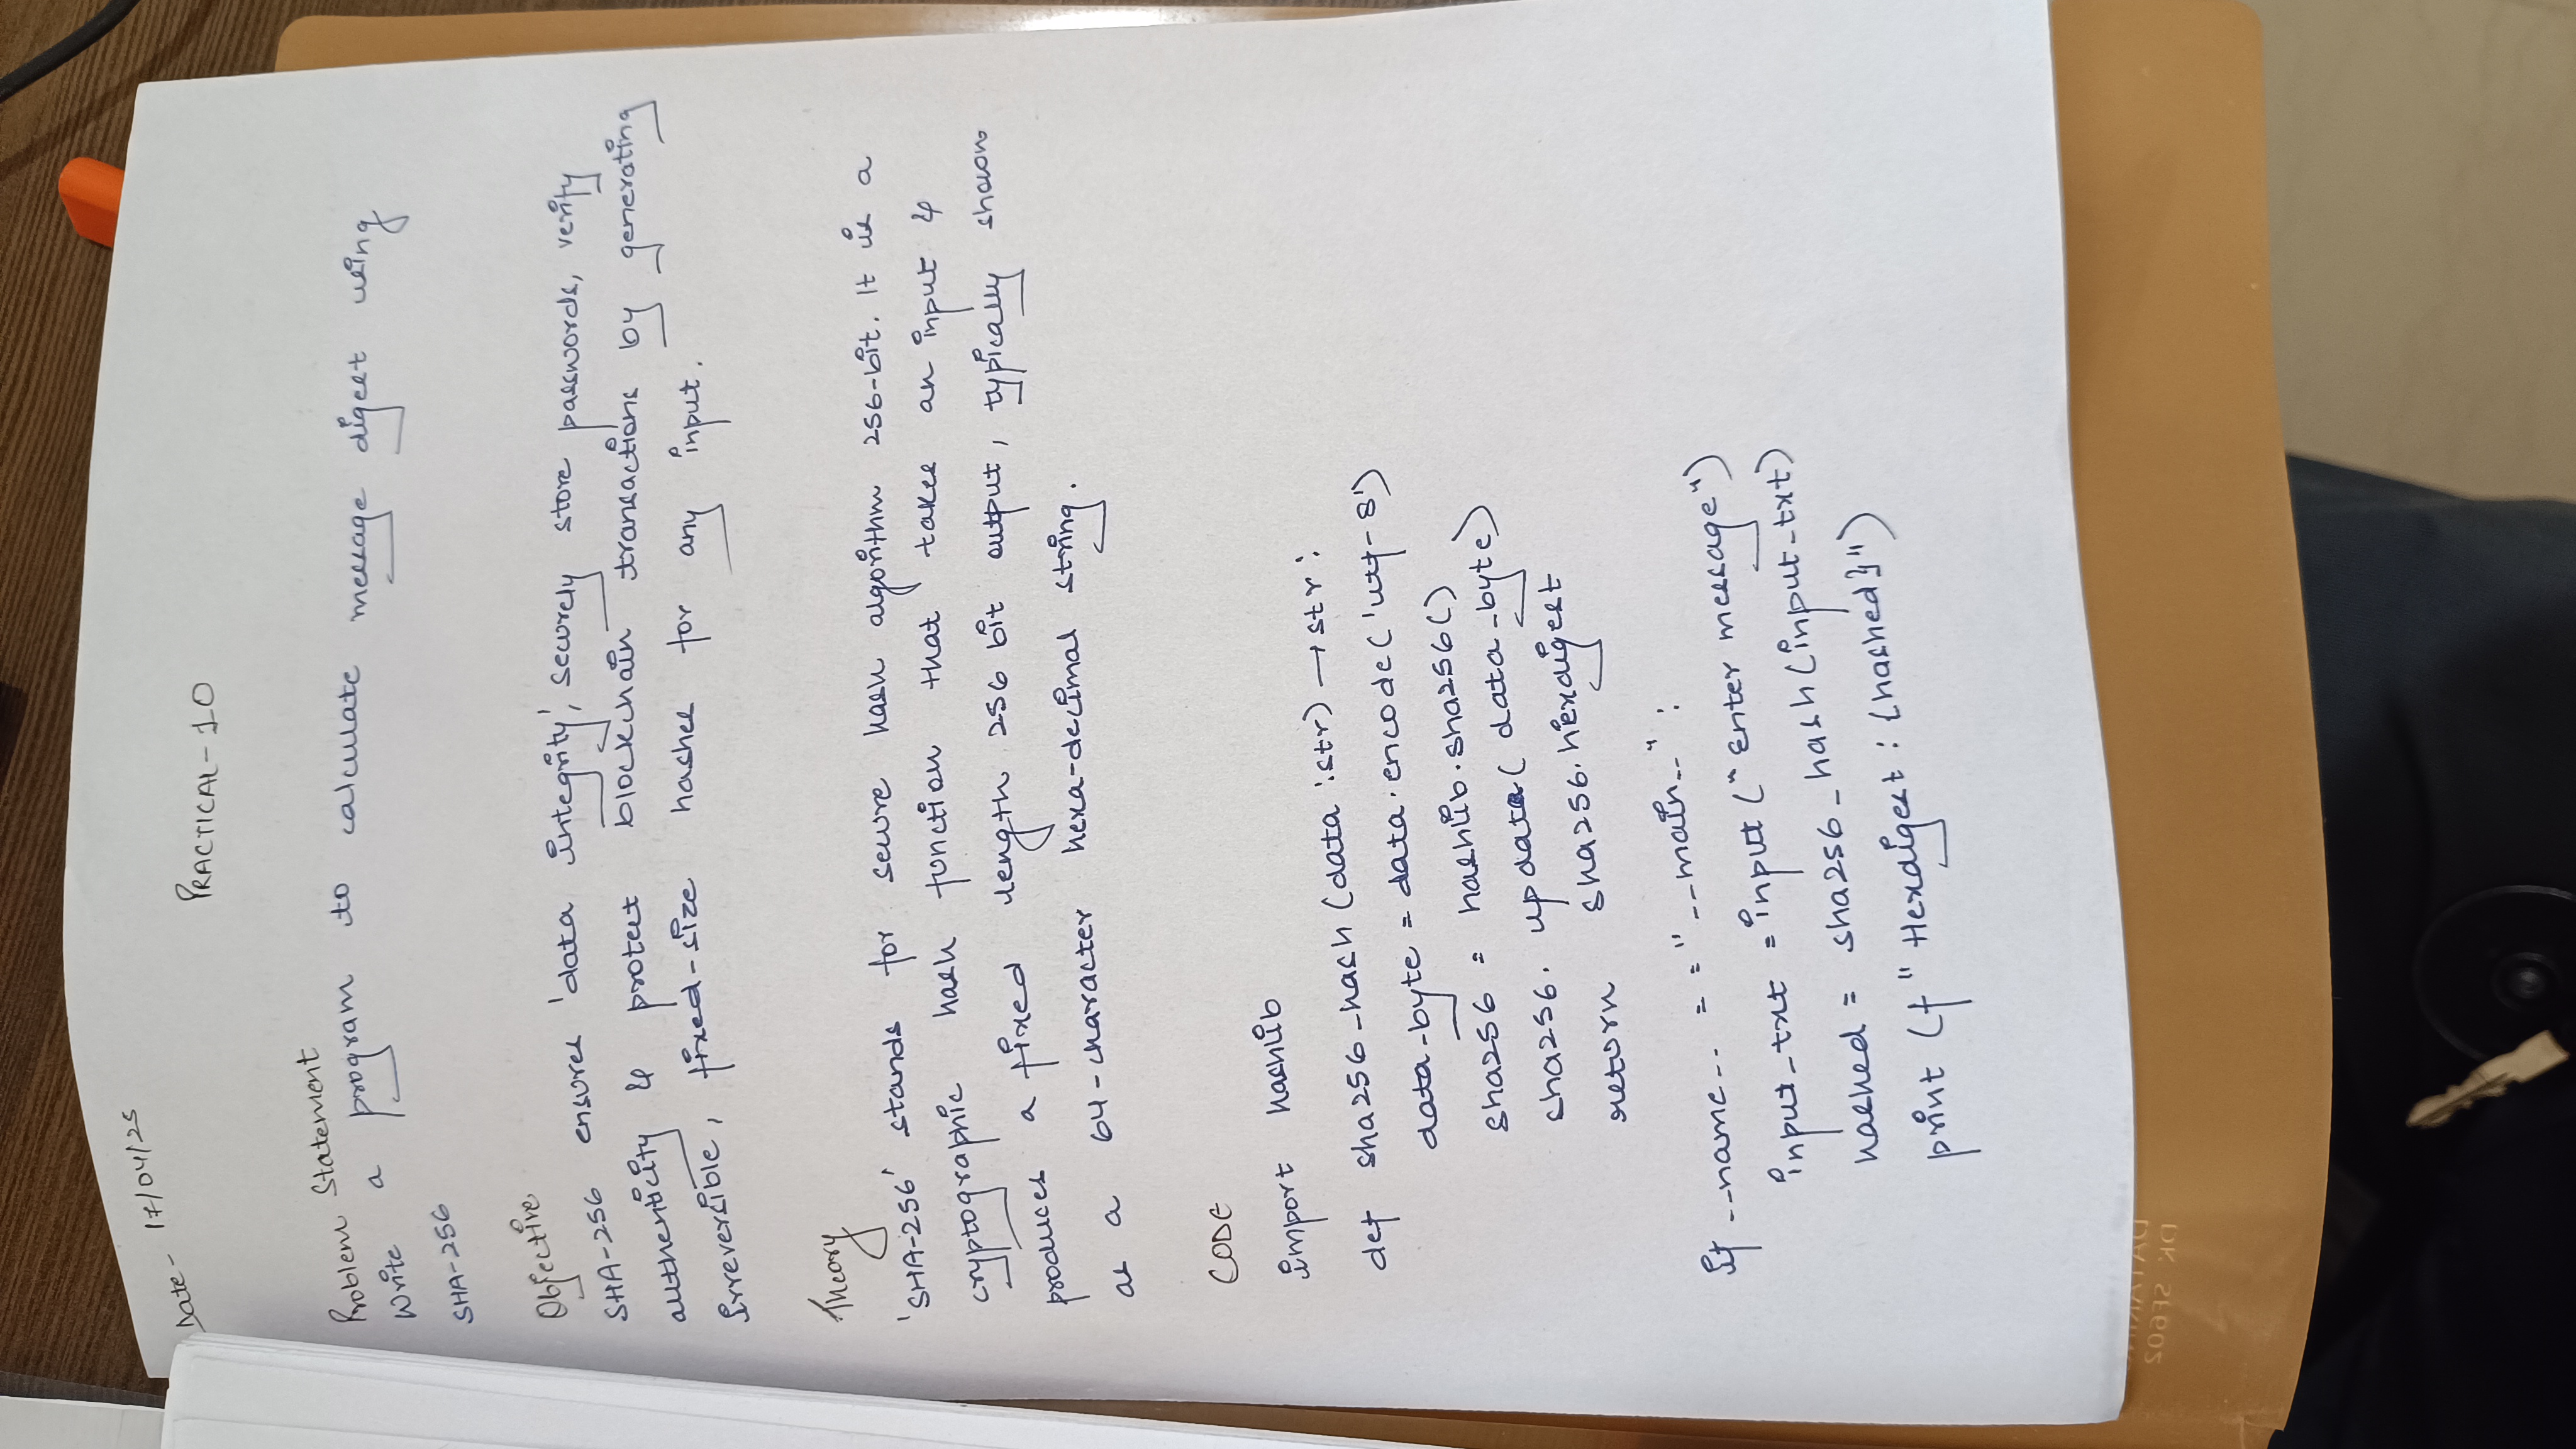 Date - 17/04/25
PRACTICAL-10
Problem Statement
Write a program to calculate message digest using
SHA-256
Objective
SHA-256 ensures 'data integrity', securely store passwords, verify
authenticity & protect blockchain transactions by generating
irreversible, fixed-size hashes for any input.
Theory
'SHA-256' stands for secure hash algorithm 256-bit. It is a
cryptographic hash function that takes an input &
produces a fixed length 256 bit output, typically shown
as a 64-character hexa-decimal string.
CODE
import hashlib
def sha256-hash (data :str) → str :
data-byte = data.encode('utf-8')
sha256 = hashlib.sha256()
sha256. update( data-byte)
return sha256.hexdigest
if --name-- == "--main--" :
input-txt = input ("enter message")
hashed = sha256-hash (input-txt)
print (f "Hexdigest : {hashed}")
DK SF602